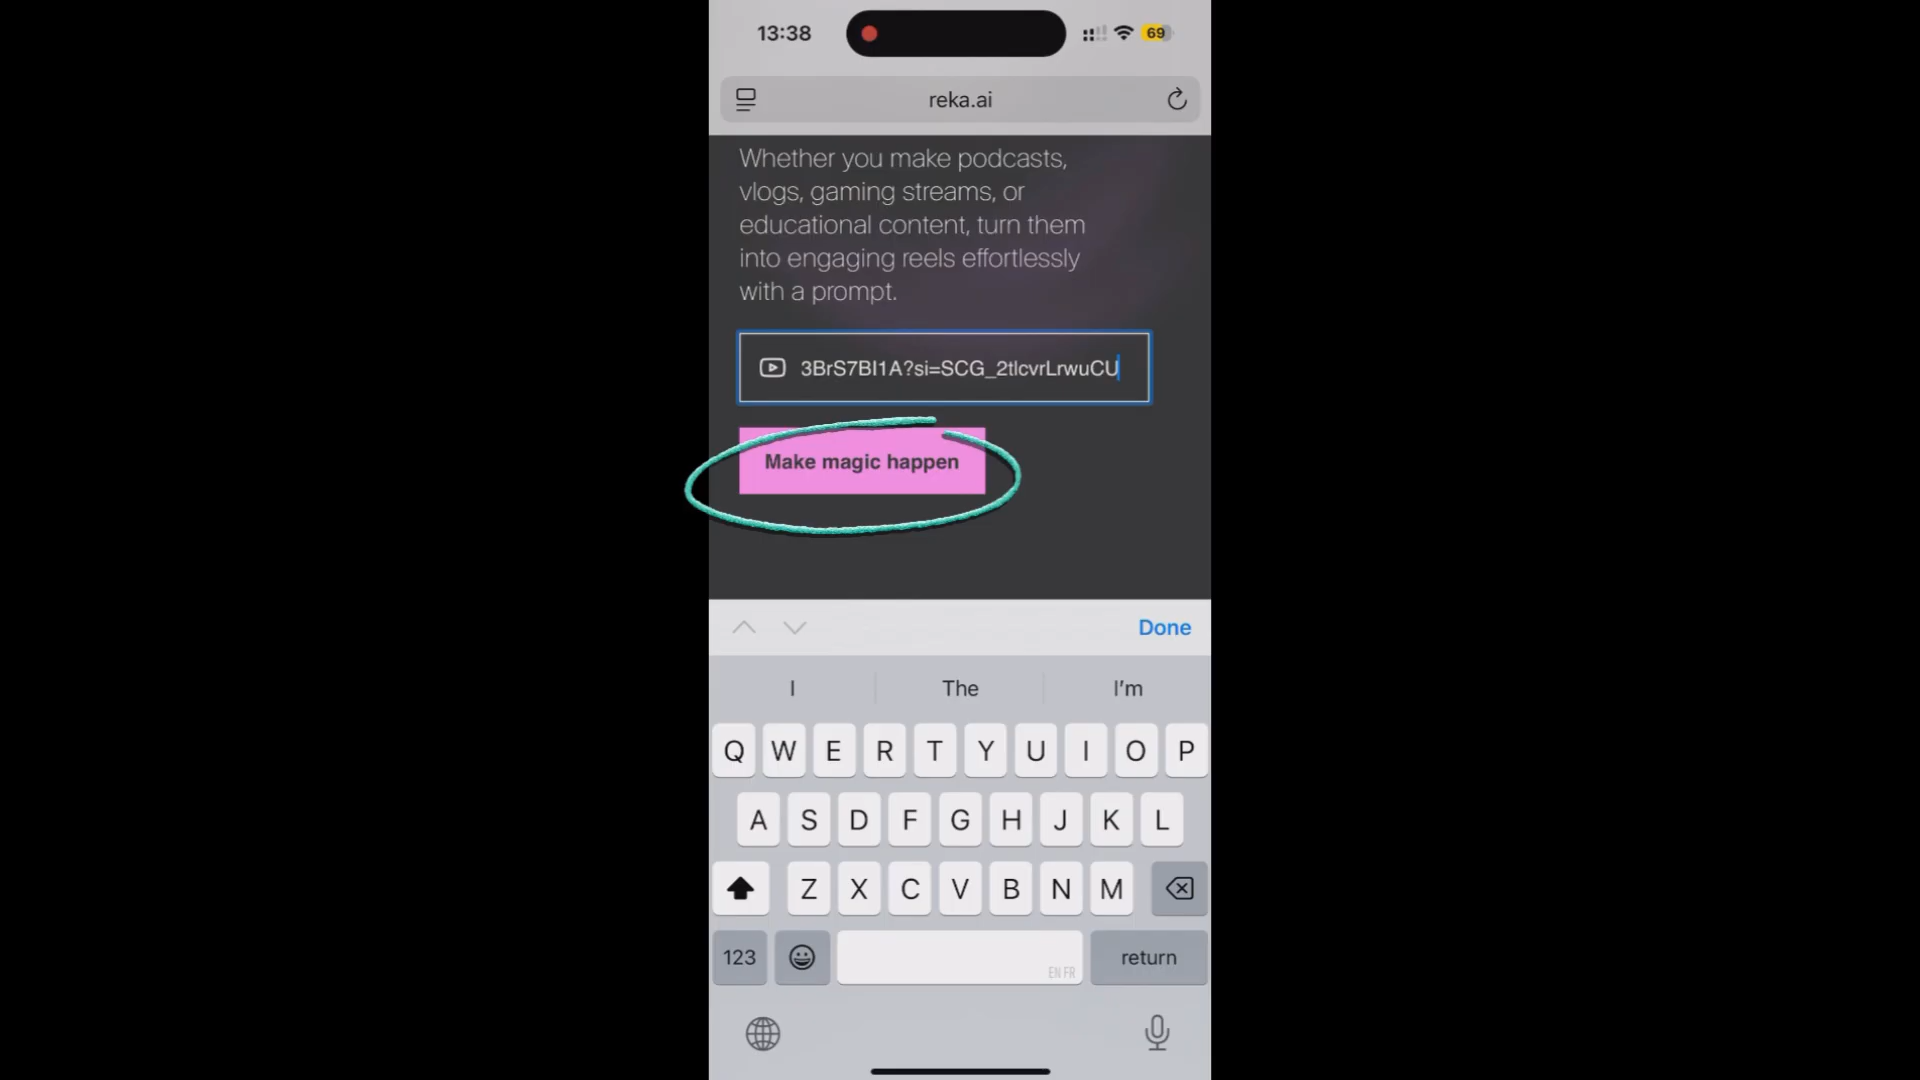 13:38
69
reka.ai
Whether you make podcasts,
vlogs, gaming streams, or
educational content, turn them
into engaging reels effortlessly
with a prompt.
3BrS7BI1A?si=SCG_2tlcvrLrwuCU
Make magic happen
Done
I The I'm
Q W E R T Y U I O P
A S D F G H J K L
Z X C V B N M
123 EN FR return